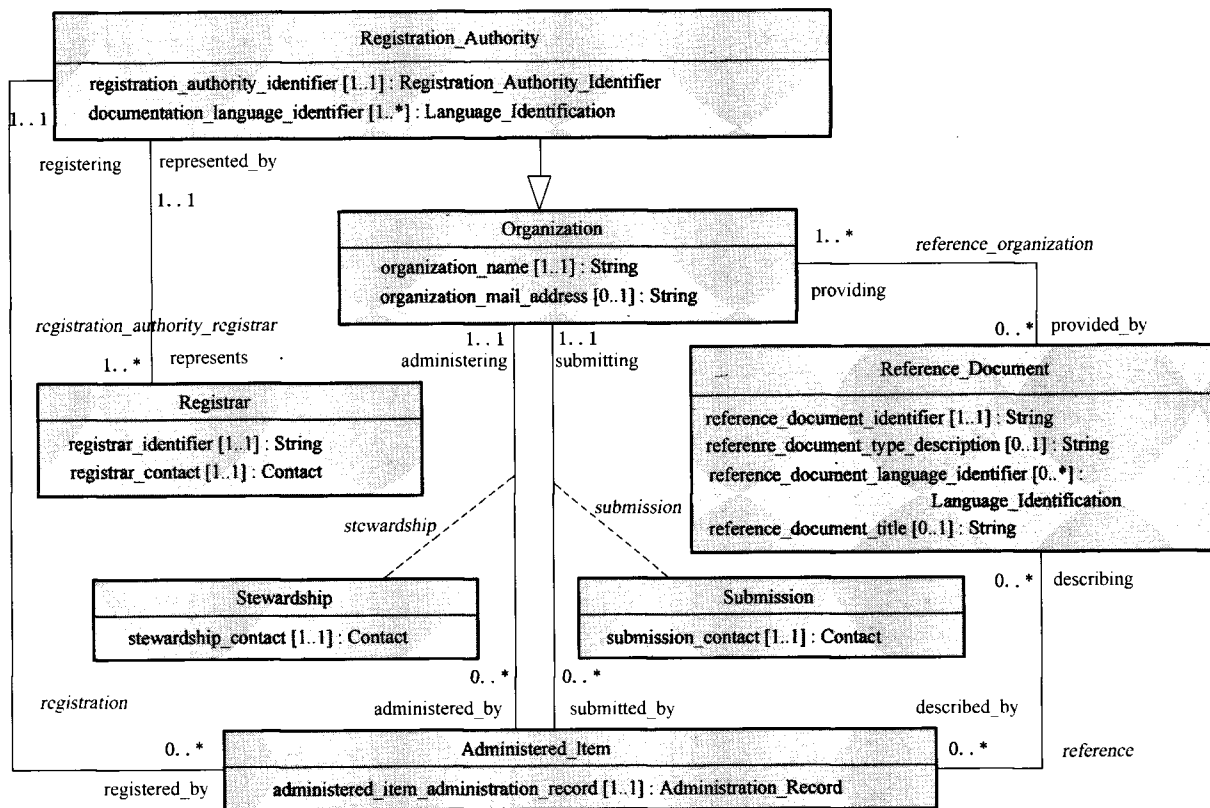 Registration_Authority
registration_authority_identifier [1..1] : Registration_Authority_Identifier
documentation_language_identifier [1..*] : Language_Identification
1..1
registering
represented_by
1..1
Organization
organization_name [1..1] : String
organization_mail_address [0..1] : String
1..*
reference_organization
providing
0..*
provided_by
registration_authority_registrar
1..*
represents
1..1
1..1
administering
submitting
Registrar
registrar_identifier [1..1] : String
registrar_contact [1..1] : Contact
Reference_Document
reference_document_identifier [1..1] : String
referenre_document_type_description [0..1] : String
reference_document_language_identifier [0..*] :
Language_Identification
reference_document_title [0..1] : String
stewardship
submission
0..*
describing
Stewardship
stewardship_contact [1..1] : Contact
Submission
submission_contact [1..1] : Contact
0..*
0..*
registration
administered_by
submitted_by
described_by
0..*
Administered_Item
0..*
reference
registered_by
administered_item_administration_record [1..1] : Administration_Record